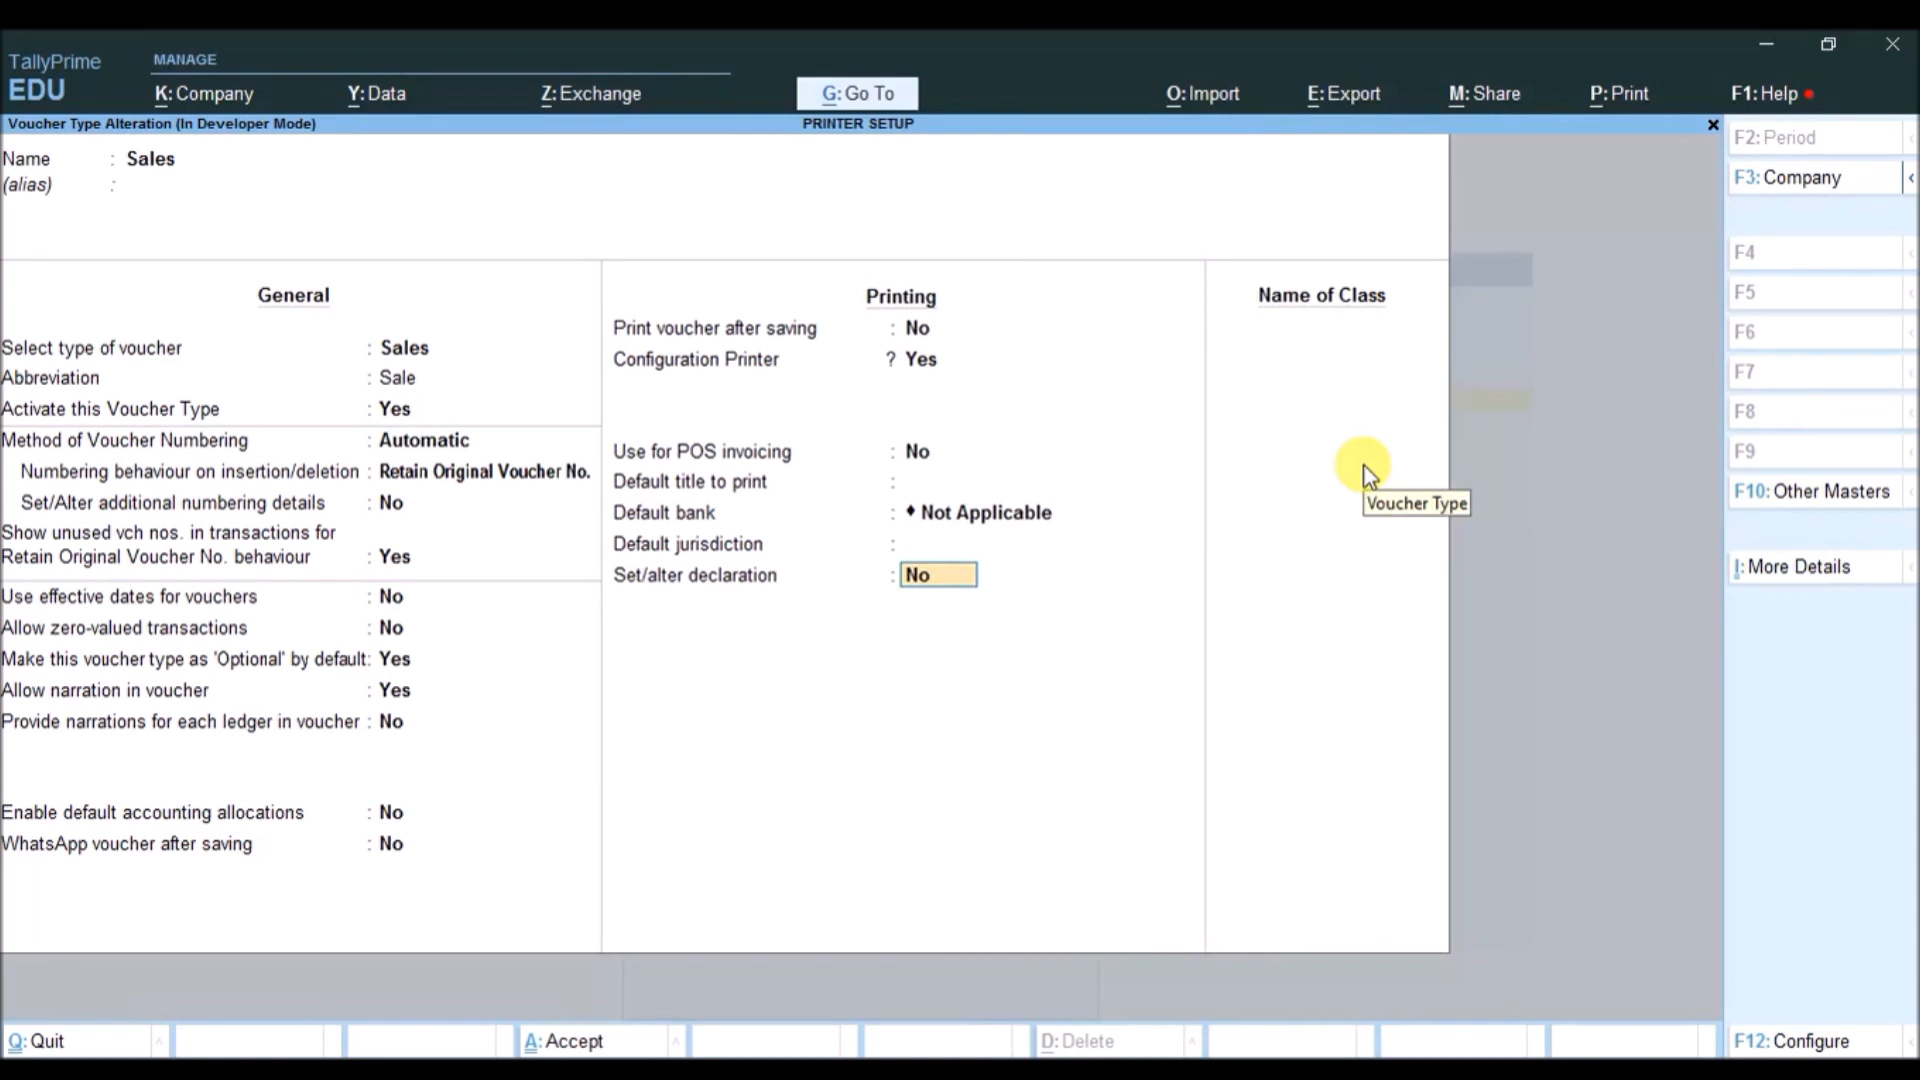 TallyPrime
EDU
MANAGE
K: Company
Y: Data
Z: Exchange
G: Go To
O: Import
E: Export
M: Share
P: Print
F1: Help
Voucher Type Alteration (In Developer Mode)
PRINTER SETUP
Name : Sales
(alias) :
General
Select type of voucher : Sales
Abbreviation : Sale
Activate this Voucher Type : Yes
Method of Voucher Numbering : Automatic
Numbering behaviour on insertion/deletion : Retain Original Voucher No.
Set/Alter additional numbering details : No
Show unused vch nos. in transactions for
Retain Original Voucher No. behaviour : Yes
Use effective dates for vouchers : No
Allow zero-valued transactions : No
Make this voucher type as 'Optional' by default : Yes
Allow narration in voucher : Yes
Provide narrations for each ledger in voucher : No
Enable default accounting allocations : No
WhatsApp voucher after saving : No
Printing
Print voucher after saving : No
Configuration Printer ? Yes
Use for POS invoicing : No
Default title to print :
Default bank : ♦ Not Applicable
Default jurisdiction :
Set/alter declaration : No
Name of Class
Voucher Type
F2: Period
F3: Company
F4
F5
F6
F7
F8
F9
F10: Other Masters
I: More Details
F12: Configure
Q: Quit
A: Accept
D: Delete